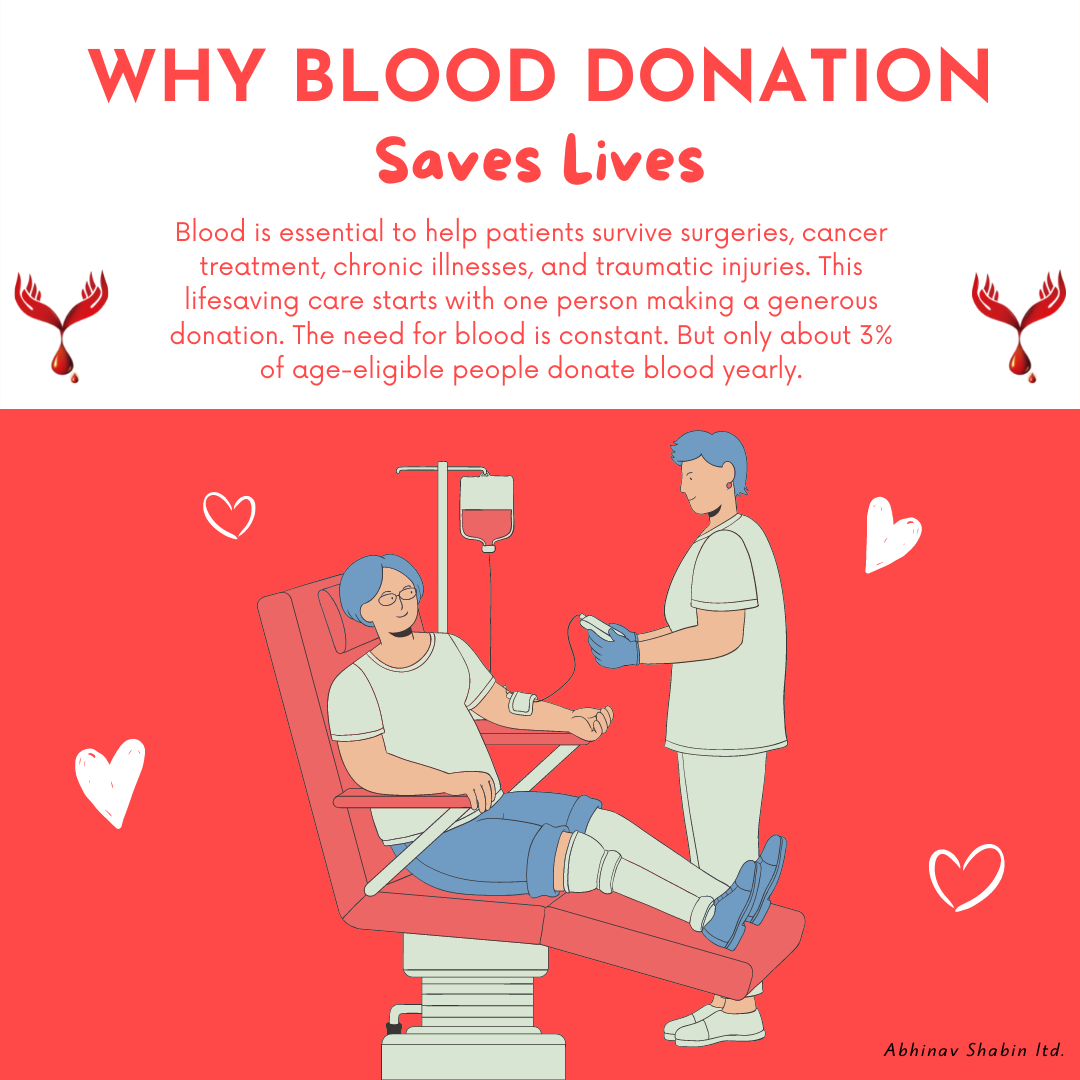 WHY BLOOD DONATION
Saves Lives
Blood is essential to help patients survive surgeries, cancer
treatment, chronic illnesses, and traumatic injuries. This
lifesaving care starts with one person making a generous
donation. The need for blood is constant. But only about 3%
of age-eligible people donate blood yearly.
Abhinav Shabin ltd.